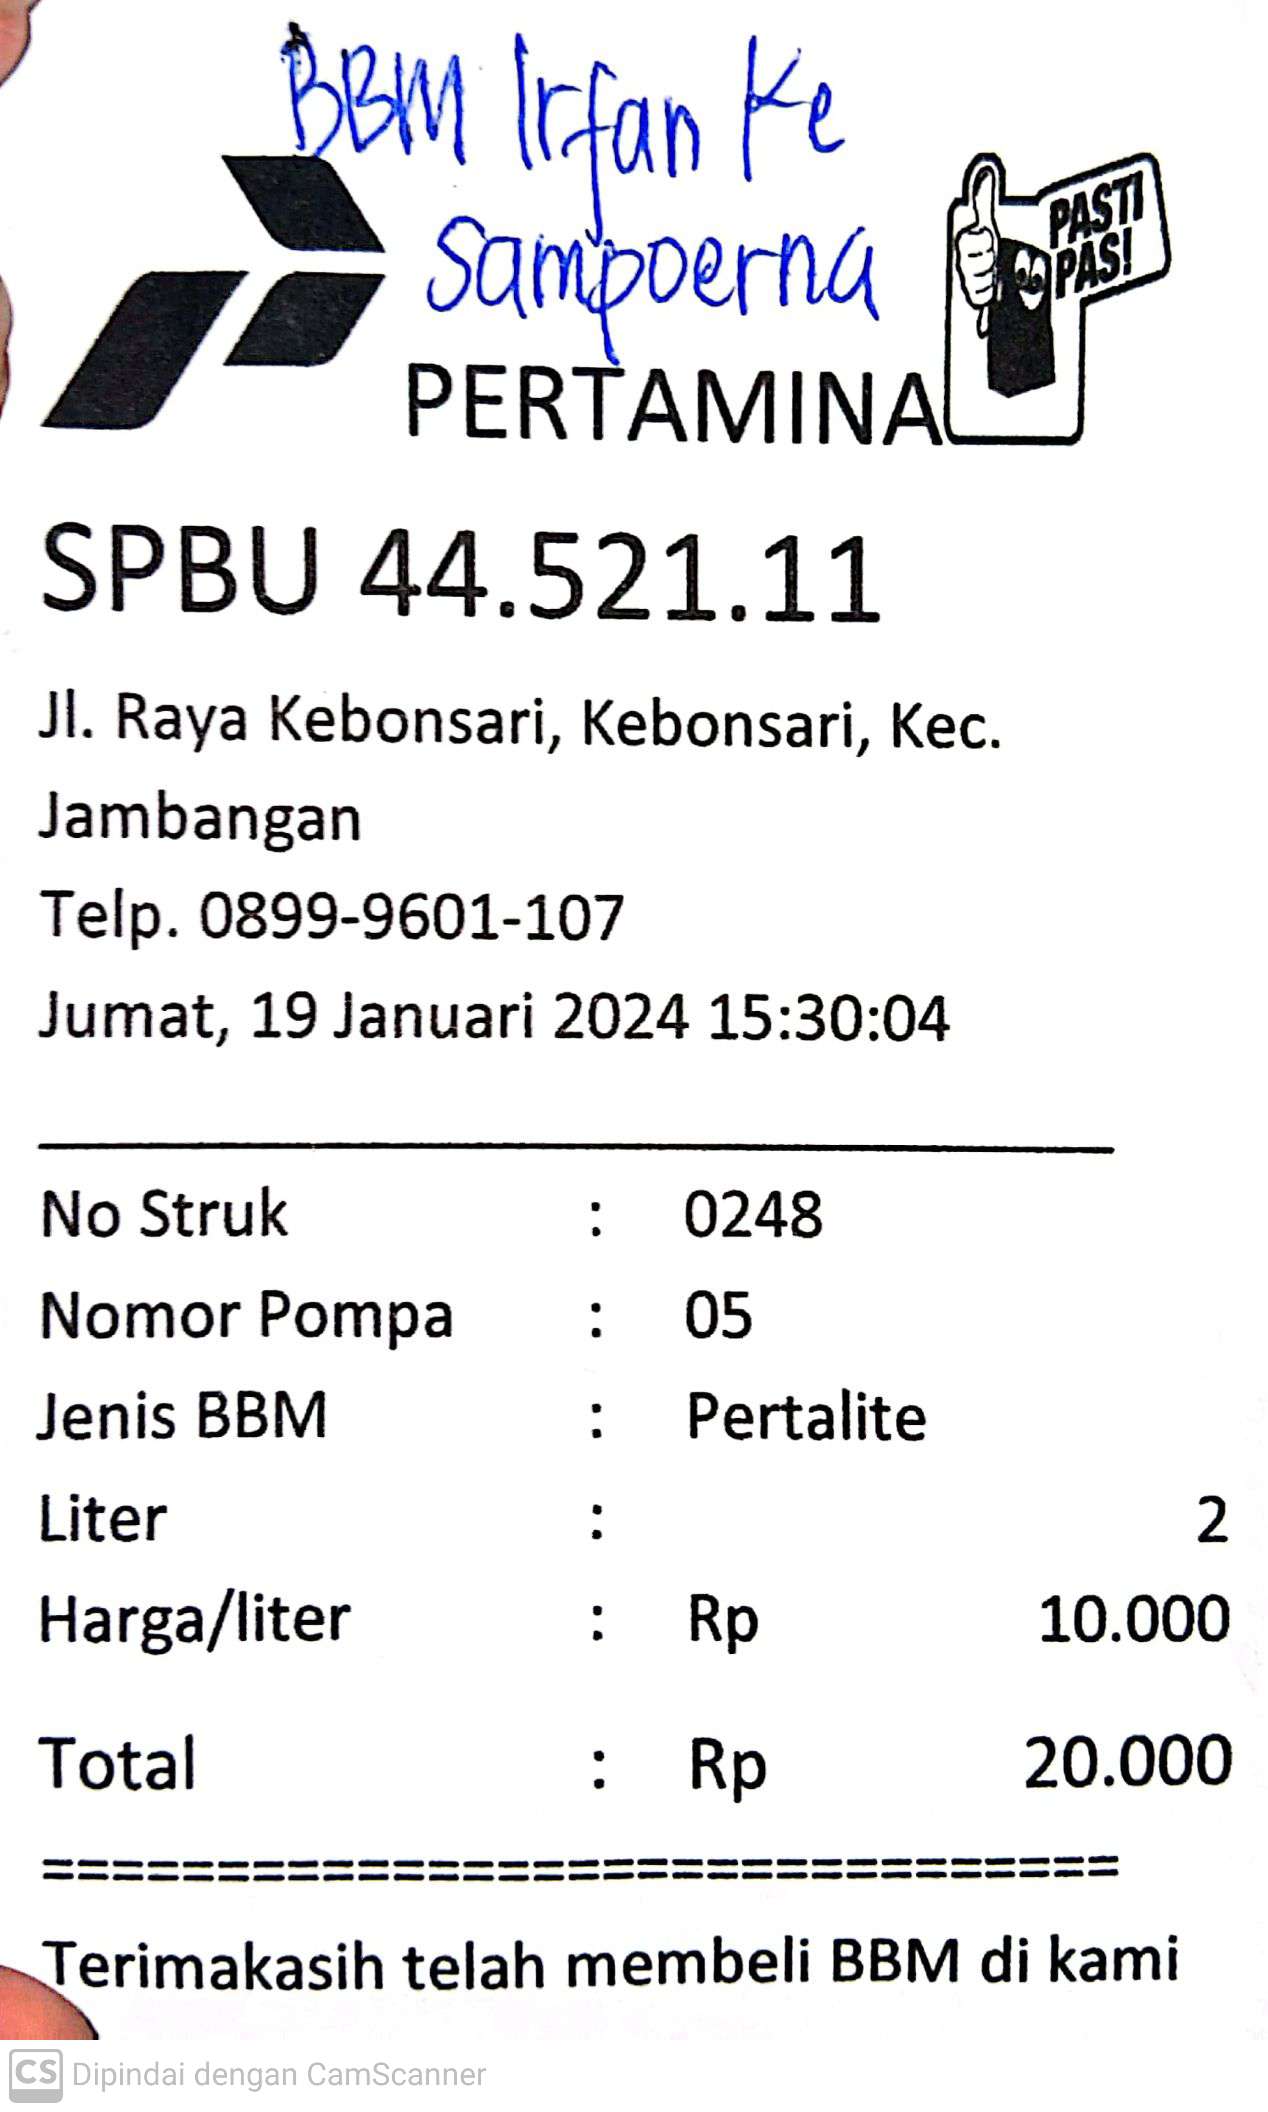 BBM Irfan Ke
Sampoerna
PASTI
PAS!
PERTAMINA
SPBU 44.521.11
Jl. Raya Kebonsari, Kebonsari, Kec.
Jambangan
Telp. 0899-9601-107
Jumat, 19 Januari 2024 15:30:04
No Struk : 0248
Nomor Pompa : 05
Jenis BBM : Pertalite
Liter : 2
Harga/liter : Rp 10.000
Total : Rp 20.000
===============================
Terimakasih telah membeli BBM di kami
CS Dipindai dengan CamScanner